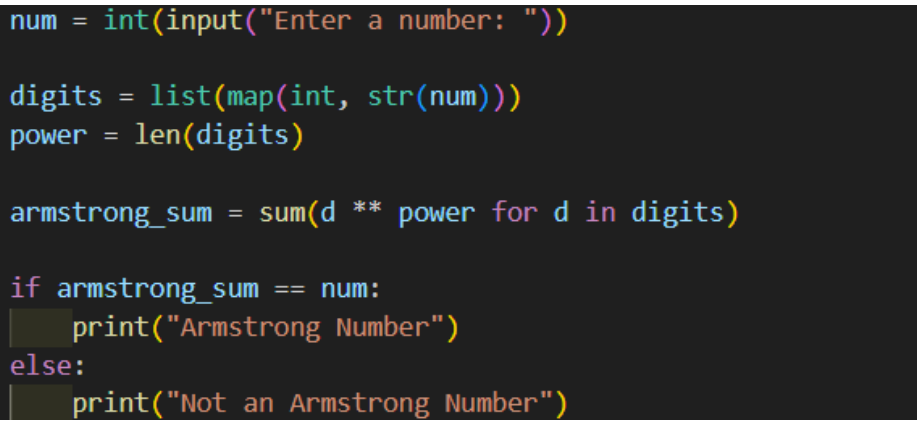 num = int(input("Enter a number: "))
digits = list(map(int, str(num)))
power = len(digits)
armstrong_sum = sum(d ** power for d in digits)
if armstrong_sum == num:
    print("Armstrong Number")
else:
    print("Not an Armstrong Number")